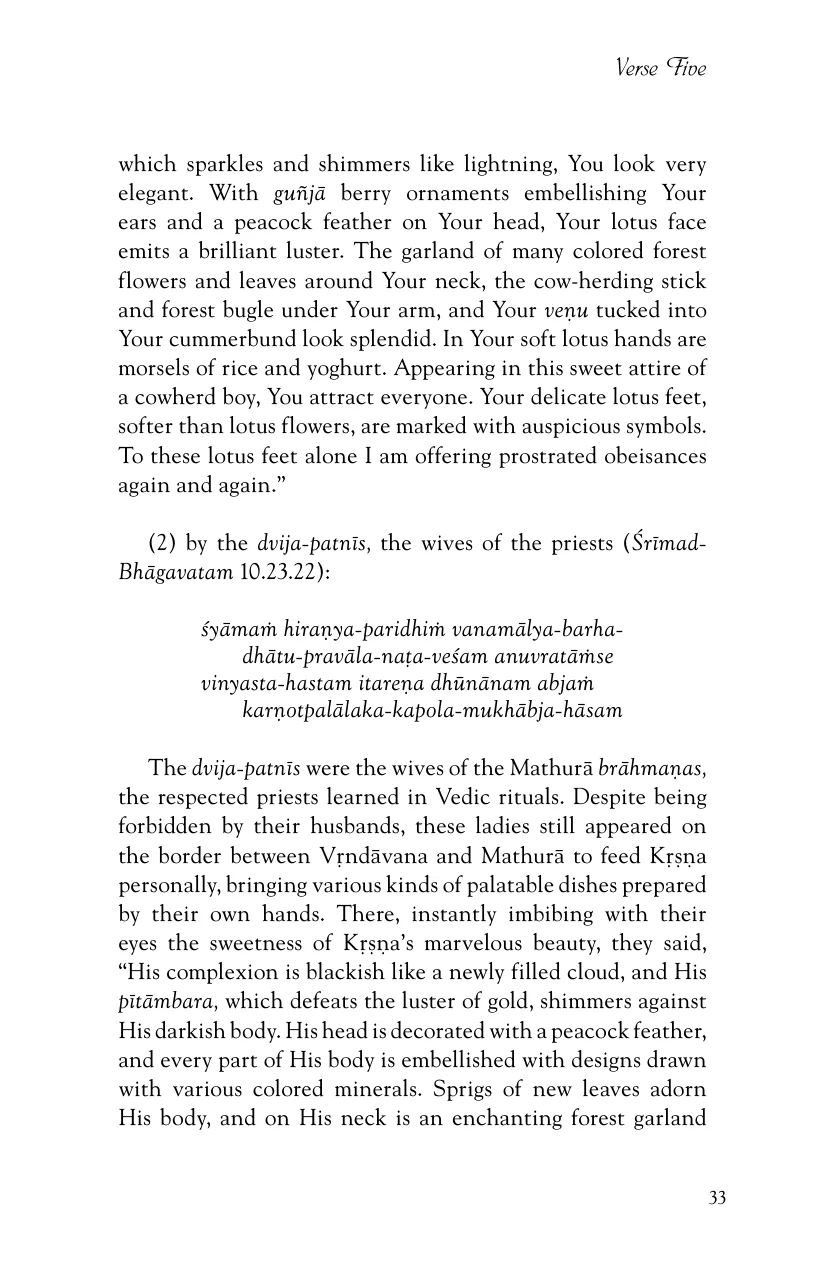 Verse Five
which sparkles and shimmers like lightning, You look very
elegant. With guñjā berry ornaments embellishing Your
ears and a peacock feather on Your head, Your lotus face
emits a brilliant luster. The garland of many colored forest
flowers and leaves around Your neck, the cow-herding stick
and forest bugle under Your arm, and Your veṇu tucked into
Your cummerbund look splendid. In Your soft lotus hands are
morsels of rice and yoghurt. Appearing in this sweet attire of
a cowherd boy, You attract everyone. Your delicate lotus feet,
softer than lotus flowers, are marked with auspicious symbols.
To these lotus feet alone I am offering prostrated obeisances
again and again.”
(2) by the dvija-patnīs, the wives of the priests (Śrīmad-
Bhāgavatam 10.23.22):
śyāmaṁ hiraṇya-paridhiṁ vanamālya-barha-
dhātu-pravāla-naṭa-veśam anuvratāṁse
vinyasta-hastam itareṇa dhūnānam abjaṁ
karṇotpalālaka-kapola-mukhābja-hāsam
The dvija-patnīs were the wives of the Mathurā brāhmaṇas,
the respected priests learned in Vedic rituals. Despite being
forbidden by their husbands, these ladies still appeared on
the border between Vṛndāvana and Mathurā to feed Kṛṣṇa
personally, bringing various kinds of palatable dishes prepared
by their own hands. There, instantly imbibing with their
eyes the sweetness of Kṛṣṇa’s marvelous beauty, they said,
“His complexion is blackish like a newly filled cloud, and His
pītāmbara, which defeats the luster of gold, shimmers against
His darkish body. His head is decorated with a peacock feather,
and every part of His body is embellished with designs drawn
with various colored minerals. Sprigs of new leaves adorn
His body, and on His neck is an enchanting forest garland
33